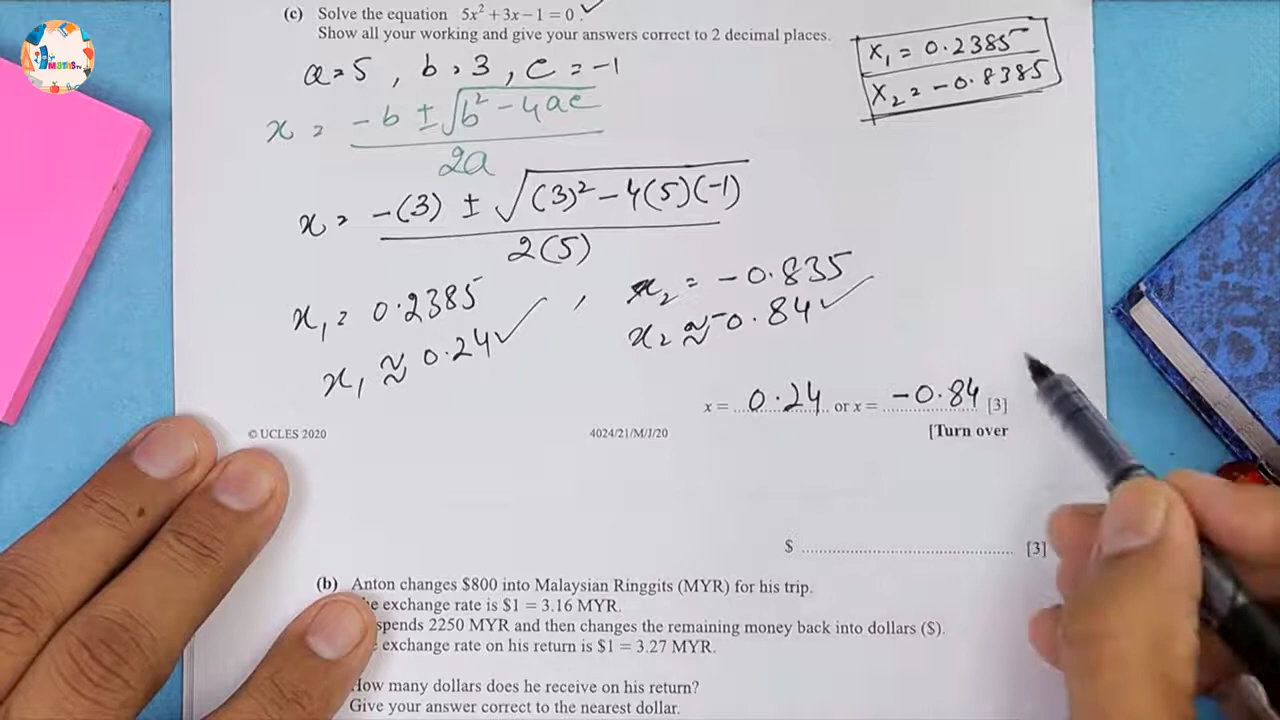 (c) Solve the equation 5x² + 3x − 1 = 0 .
Show all your working and give your answers correct to 2 decimal places.
x₁ = 0.2385
x₂ = −0.8385
a = 5 , b = 3 , c = −1
x = −b ± √b² − 4ac / 2a
x = −(3) ± √(3)² − 4(5)(−1) / 2(5)
x₁ = 0.2385 , x₂ = −0.835
x₁ ≈ 0.24 x₂ ≈ −0.84
x = 0.24 or x = −0.84 [3]
© UCLES 2020 4024/21/M/J/20 [Turn over
$ ........................................ [3]
(b) Anton changes $800 into Malaysian Ringgits (MYR) for his trip.
exchange rate is $1 = 3.16 MYR.
spends 2250 MYR and then changes the remaining money back into dollars ($).
exchange rate on his return is $1 = 3.27 MYR.
How many dollars does he receive on his return?
Give your answer correct to the nearest dollar.